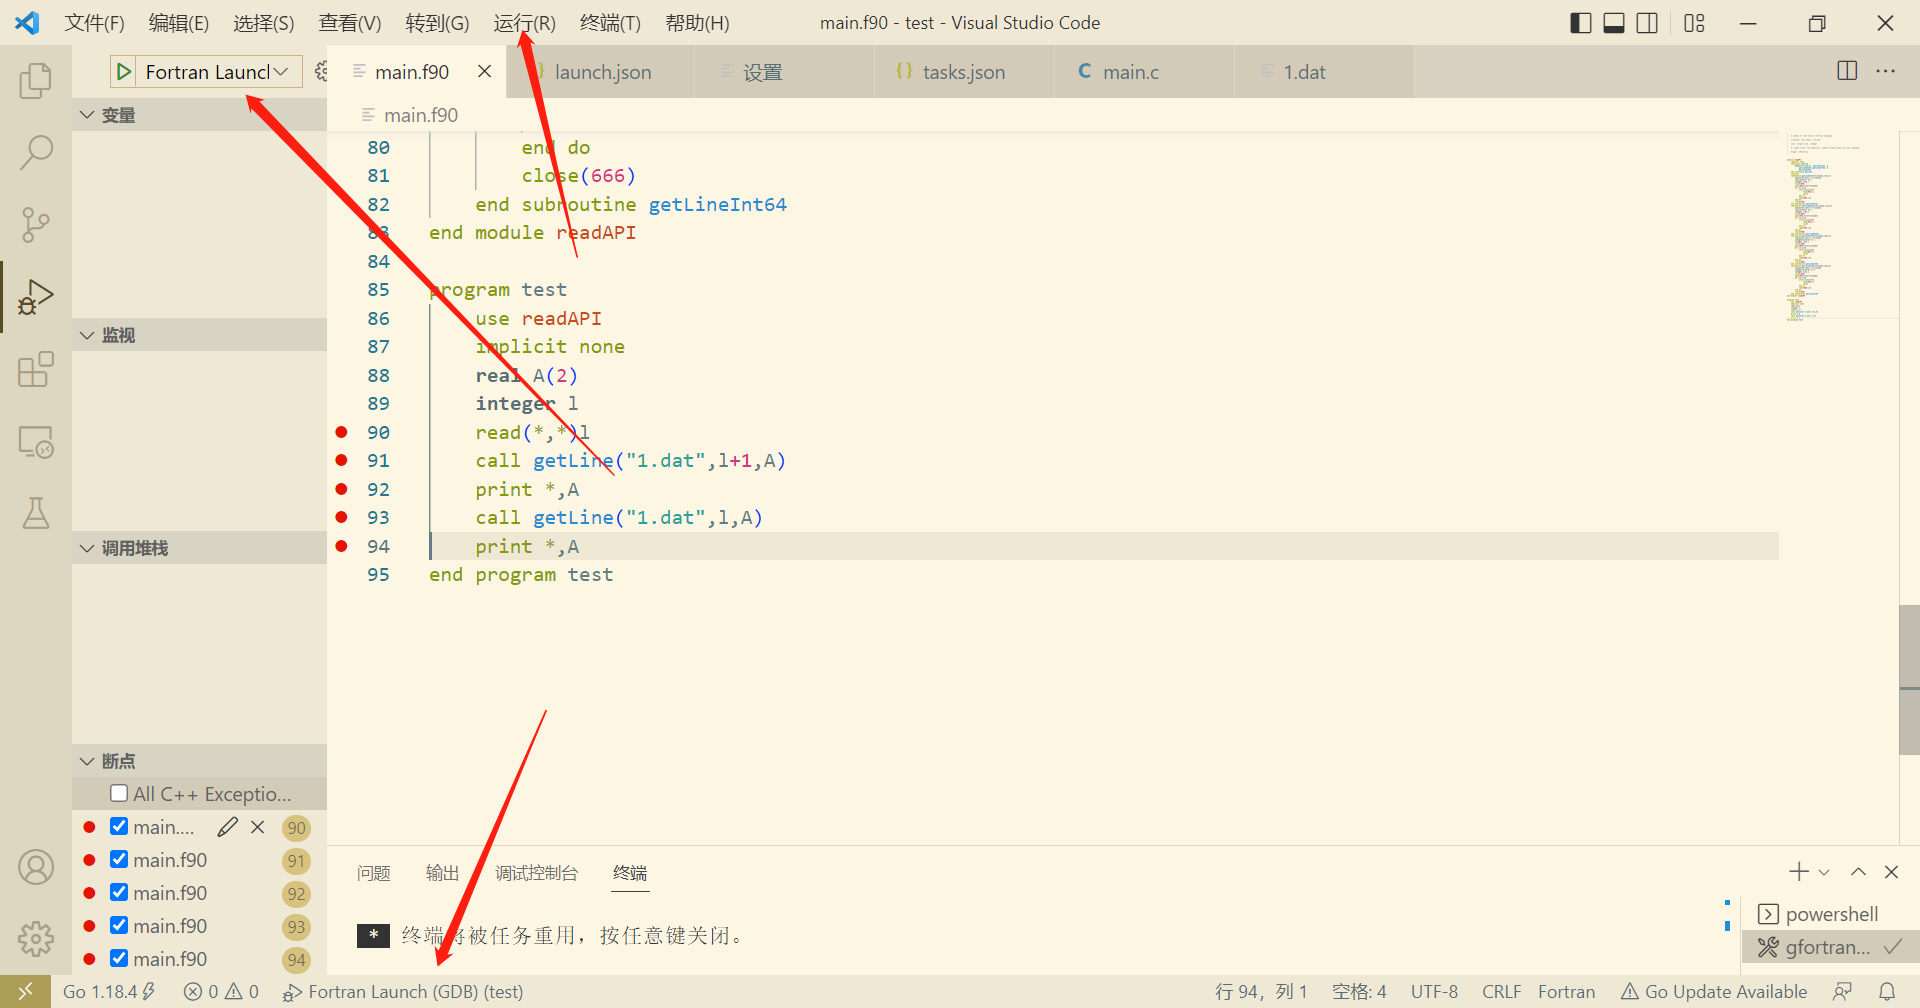 文件(F) 编辑(E) 选择(S) 查看(V) 转到(G) 运行(R) 终端(T) 帮助(H) main.f90 - test - Visual Studio Code
Fortran Launcl main.f90 launch.json 设置 {} tasks.json C main.c 1.dat
变量
main.f90
80 end do
81 close(666)
82 end subroutine getLineInt64
83 end module readAPI
84
85 program test
86 use readAPI
87 implicit none
88 real A(2)
89 integer l
90 read(*,*)l
91 call getLine("1.dat",l+1,A)
92 print *,A
93 call getLine("1.dat",l,A)
94 print *,A
95 end program test
监视
调用堆栈
断点
All C++ Exceptio...
main.... 90
main.f90 91
main.f90 92
main.f90 93
main.f90 94
问题 输出 调试控制台 终端
* 终端将被任务重用，按任意键关闭。
powershell
gfortran...
Go 1.18.4 0 0 Fortran Launch (GDB) (test) 行 94，列 1 空格: 4 UTF-8 CRLF Fortran Go Update Available